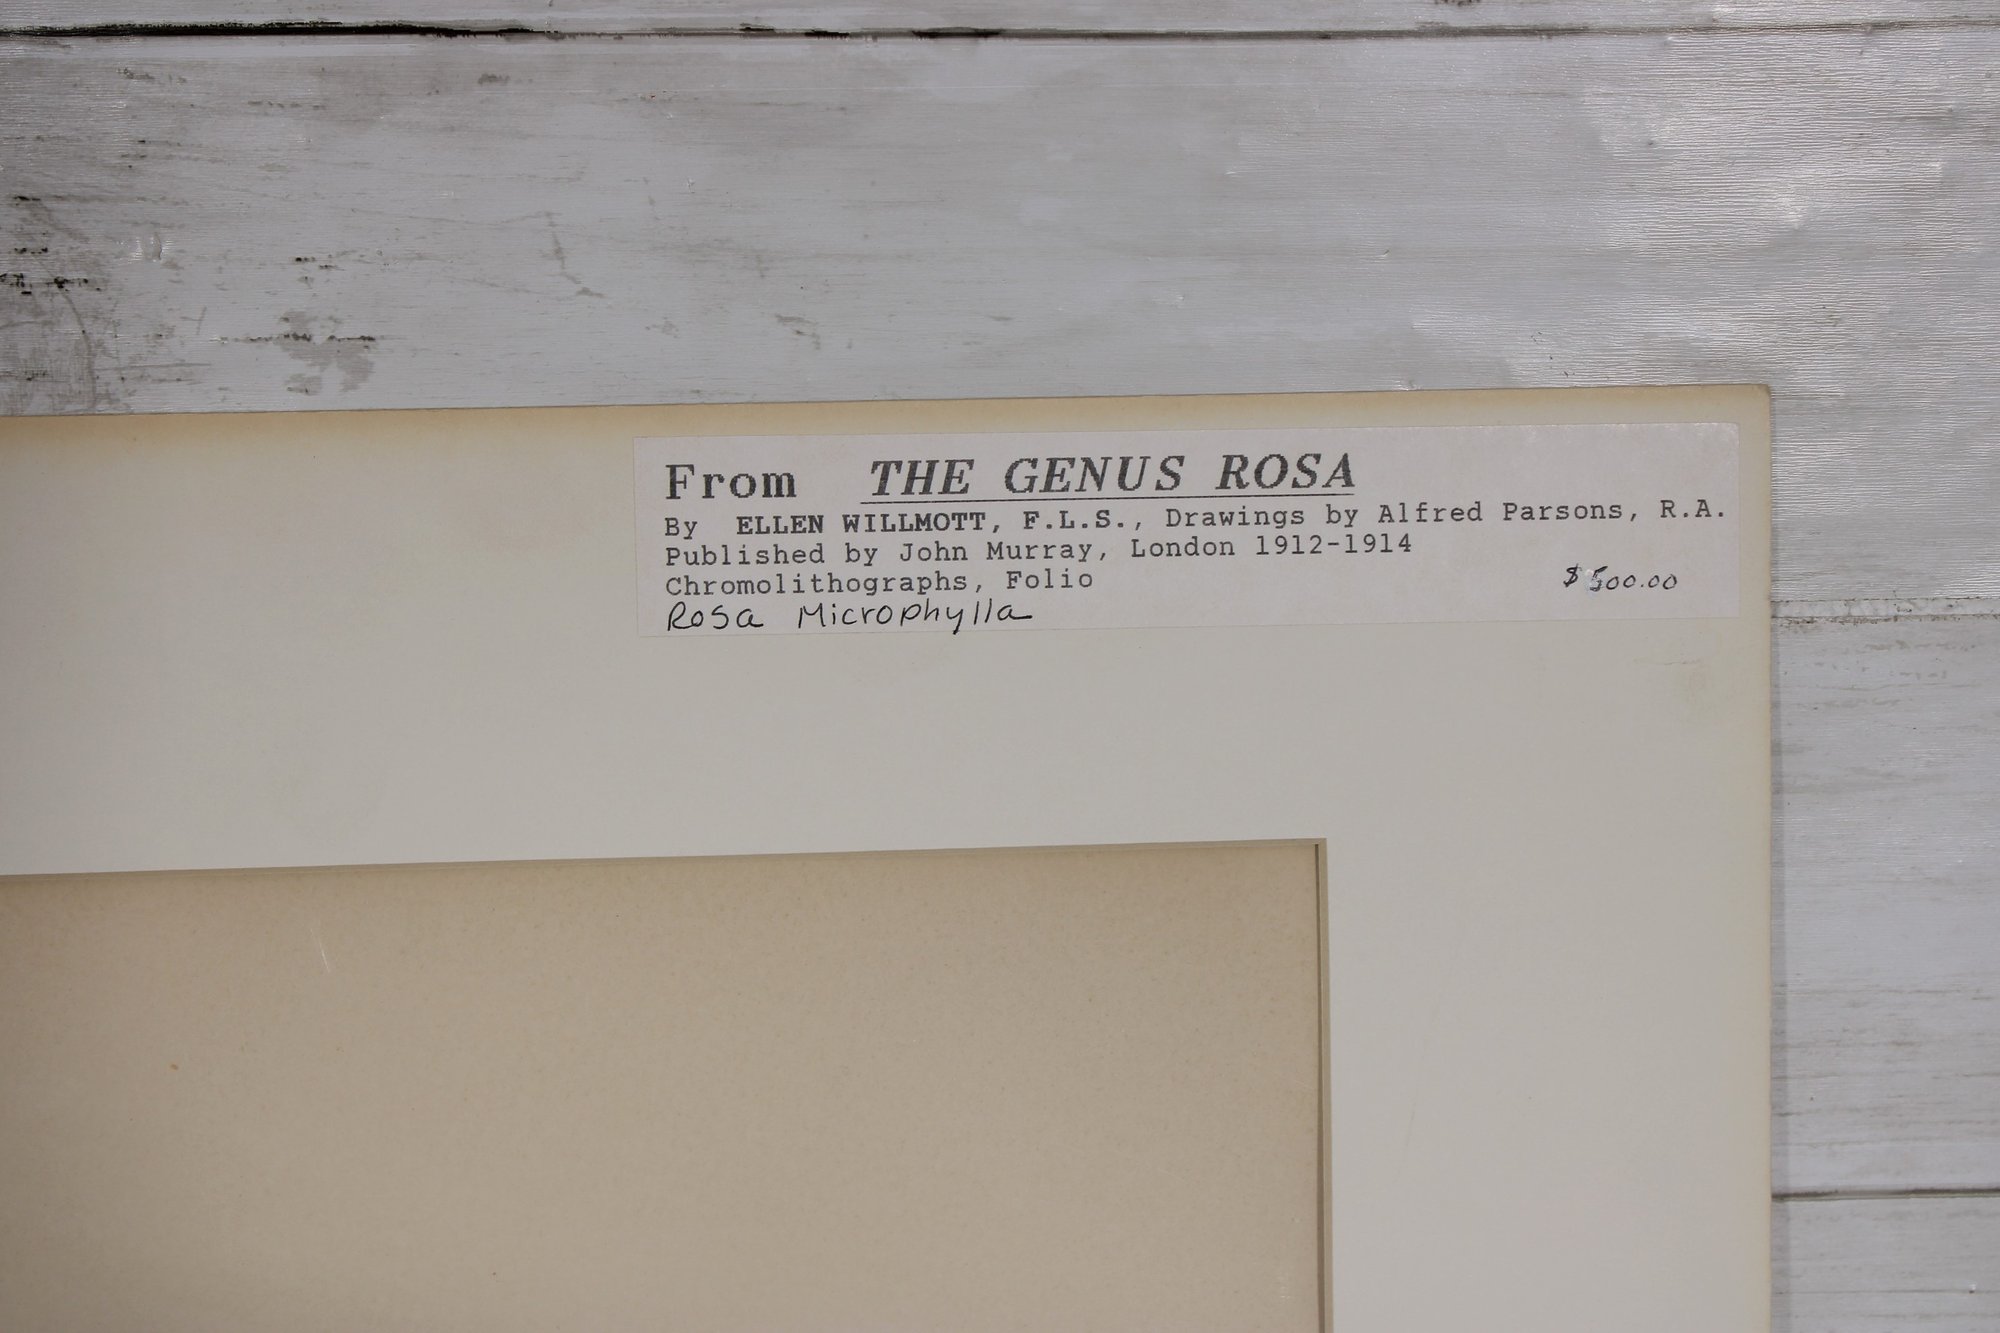 From THE GENUS ROSA
By ELLEN WILLMOTT, F.L.S., Drawings by Alfred Parsons, R.A.
Published by John Murray, London 1912-1914
Chromolithographs, Folio
$500.00
Rosa Microphylla